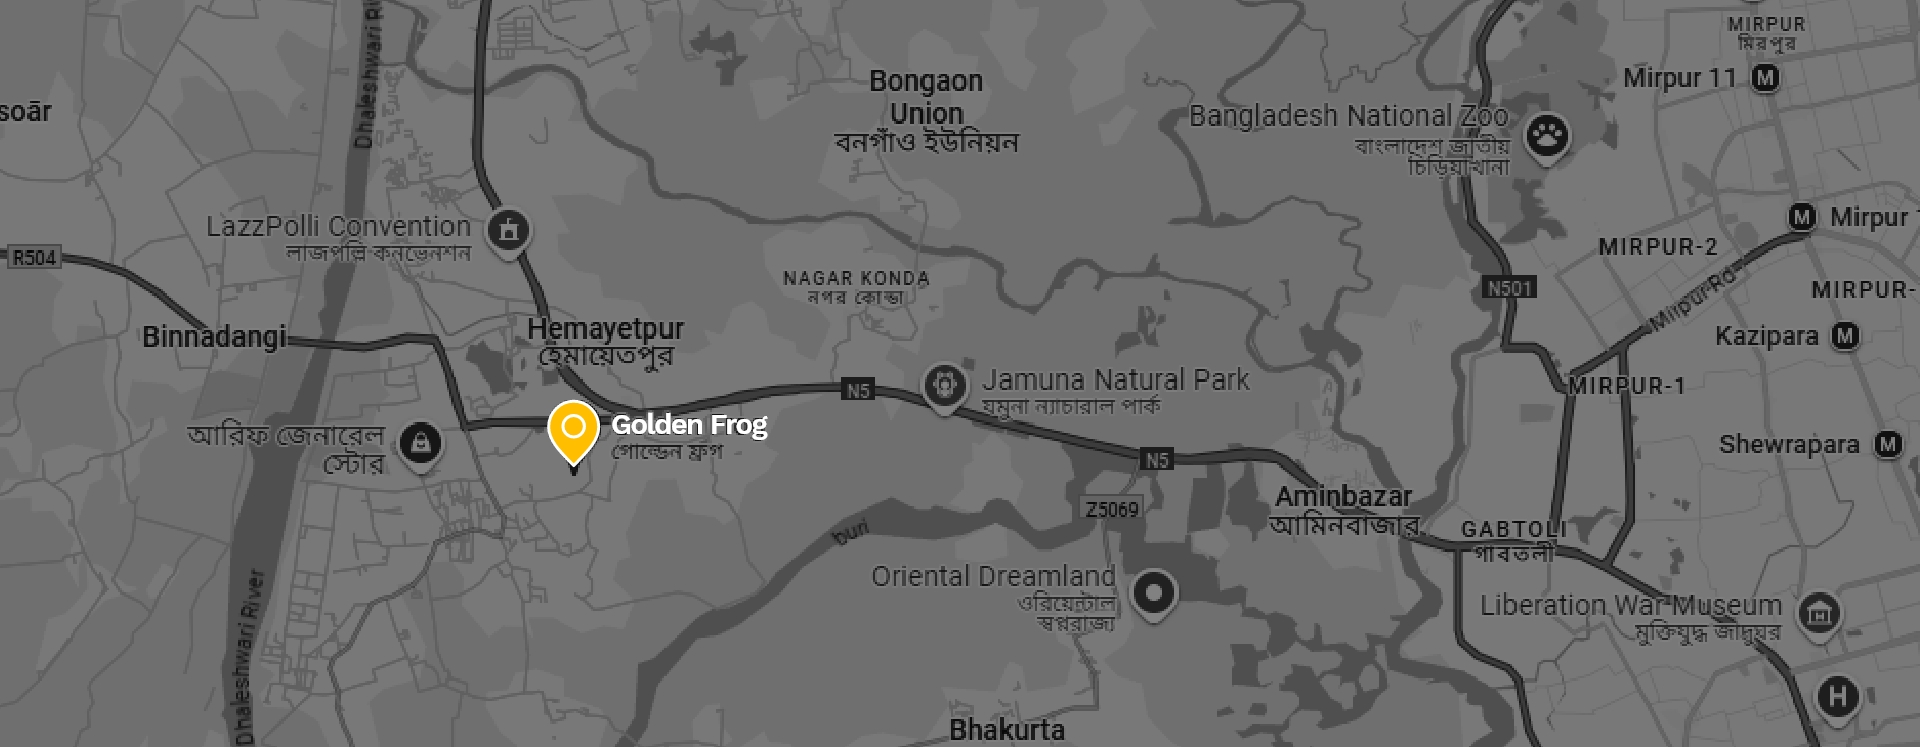 MIRPUR
মিরপুর
Mirpur 11
M
Dhaleshwari
soār
Bongaon
Union
বনগাঁও ইউনিয়ন
Bangladesh National Zoo
বাংলাদেশ জাতীয়
চিড়িয়াখানা
LazzPolli Convention
লাজপল্লি কনভেনশন
M
Mirpur
MIRPUR-2
R504
NAGAR KONDA
নগর কোন্ডা
N501
Mirpur Rd
MIRPUR-
Binnadangi
Hemayetpur
হেমায়েতপুর
Kazipara
M
N5
Jamuna Natural Park
যমুনা ন্যাচারাল পার্ক
MIRPUR-1
Golden Frog
গোল্ডেন ফ্রগ
আরিফ জেনারেল
স্টোর
Shewrapara
M
N5
Z5069
Aminbazar
আমিনবাজার
GABTOLI
গাবতলী
buri
Oriental Dreamland
ওরিয়েন্টাল
স্বপ্নরাজ্য
Liberation War Museum
মুক্তিযুদ্ধ জাদুঘর
Dhaleshwari River
H
Bhakurta